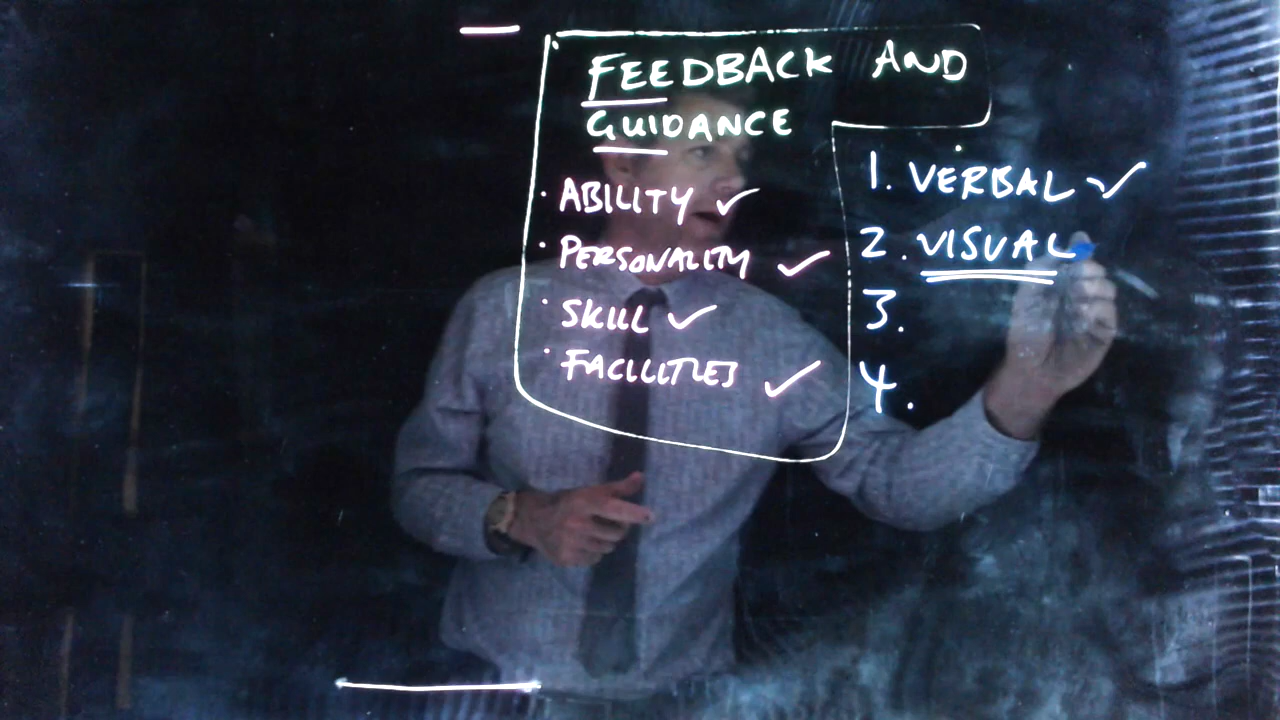 FEEDBACK AND
GUIDANCE
· ABILITY ✓
· PERSONALITY ✓
· SKILL ✓
· FACILITIES ✓
1. VERBAL ✓
2. VISUAL
3.
4.